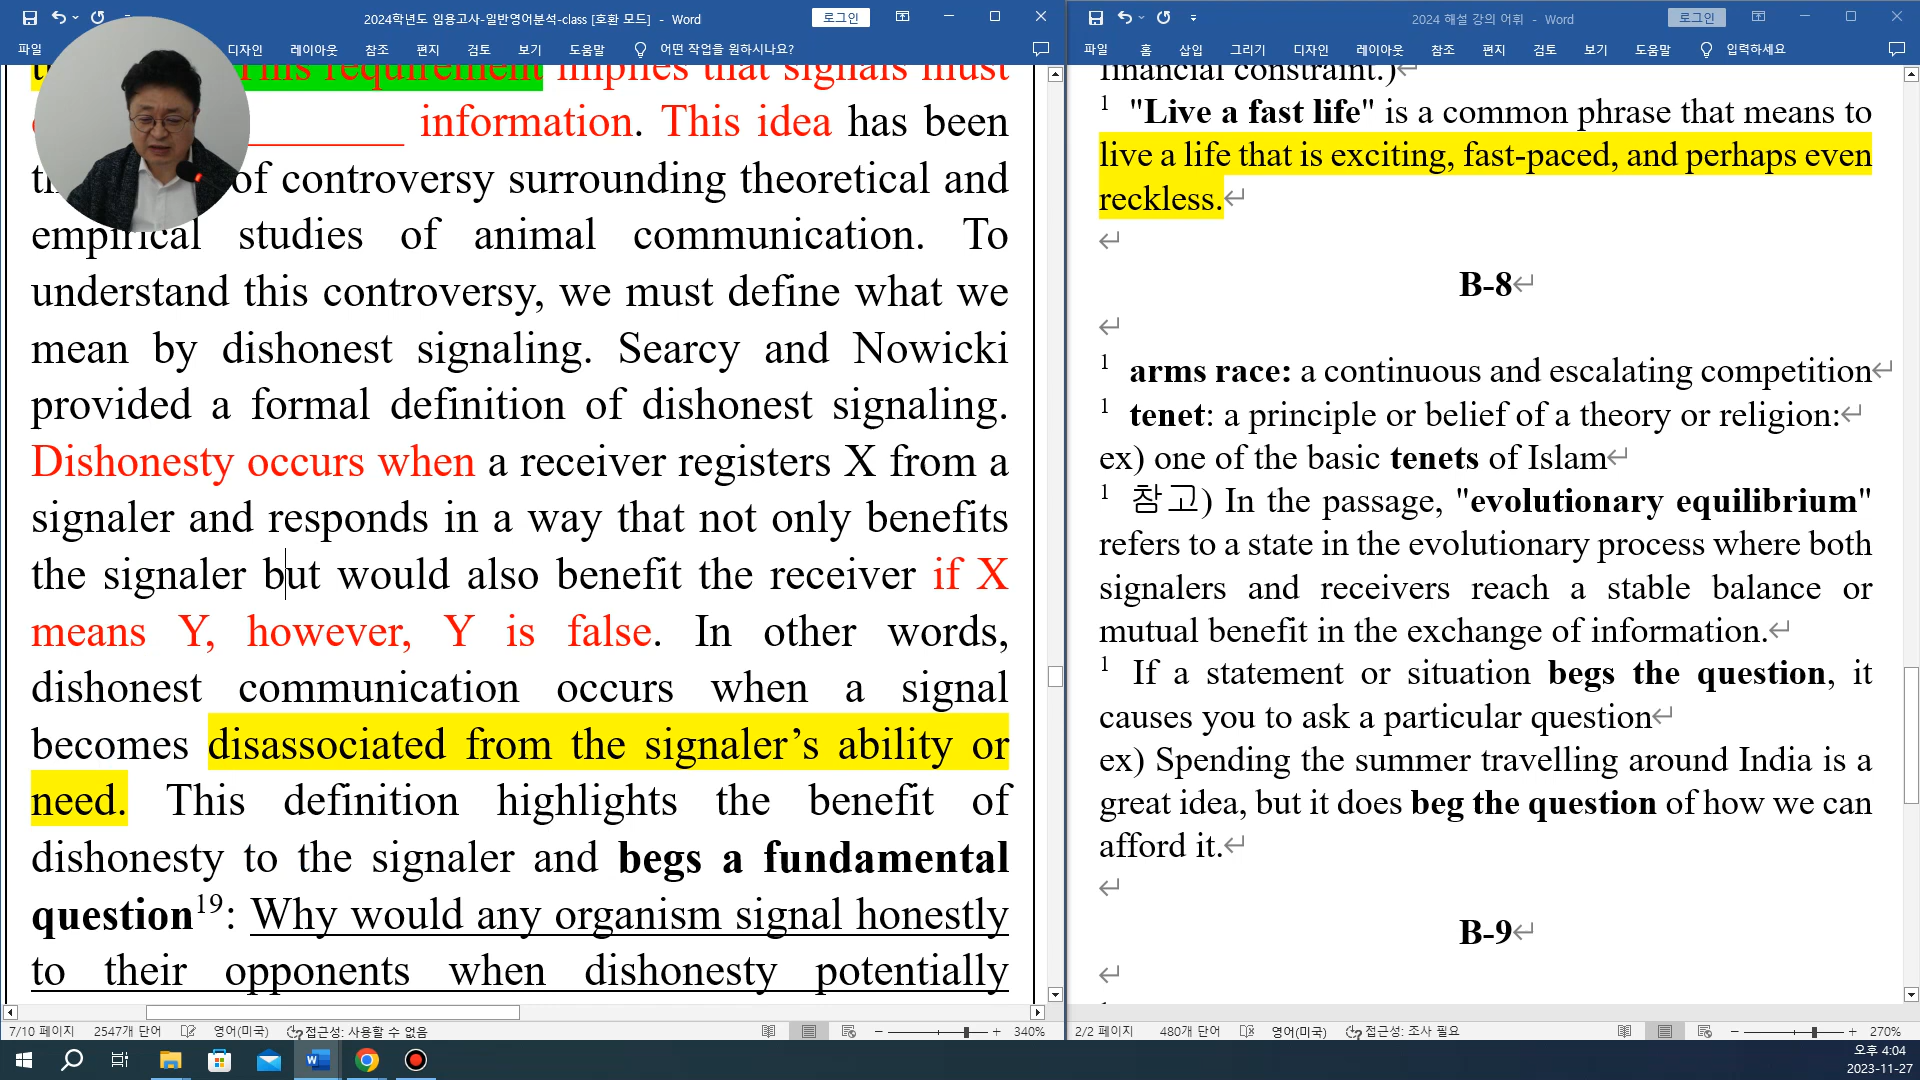 2024학년도 임용고사-일반영어분석-class [호환 모드] - Word
로그인
파일 디자인 레이아웃 참조 편지 검토 보기 도움말 어떤 작업을 원하시나요?
This requirement implies that signals must
information. This idea has been
of controversy surrounding theoretical and
empirical studies of animal communication. To
understand this controversy, we must define what we
mean by dishonest signaling. Searcy and Nowicki
provided a formal definition of dishonest signaling.
Dishonesty occurs when a receiver registers X from a
signaler and responds in a way that not only benefits
the signaler but would also benefit the receiver if X
means Y, however, Y is false. In other words,
dishonest communication occurs when a signal
becomes disassociated from the signaler’s ability or
need. This definition highlights the benefit of
dishonesty to the signaler and begs a fundamental
question19: Why would any organism signal honestly
to their opponents when dishonesty potentially
7/10 페이지 2547개 단어 영어(미국) 접근성: 사용할 수 없음 340%
2024 해설 강의 어휘 - Word
로그인
파일 홈 삽입 그리기 디자인 레이아웃 참조 편지 검토 보기 도움말 입력하세요
financial constraint.)
1 "Live a fast life" is a common phrase that means to
live a life that is exciting, fast-paced, and perhaps even
reckless.
B-8
1 arms race: a continuous and escalating competition
1 tenet: a principle or belief of a theory or religion:
ex) one of the basic tenets of Islam
1 참고) In the passage, "evolutionary equilibrium"
refers to a state in the evolutionary process where both
signalers and receivers reach a stable balance or
mutual benefit in the exchange of information.
1 If a statement or situation begs the question, it
causes you to ask a particular question
ex) Spending the summer travelling around India is a
great idea, but it does beg the question of how we can
afford it.
B-9
2/2 페이지 480개 단어 영어(미국) 접근성: 조사 필요 270%
오후 4:04
2023-11-27